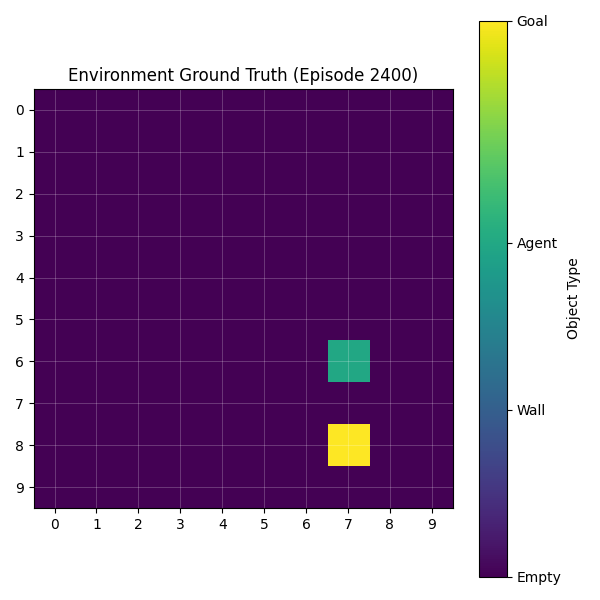 Environment Ground Truth (Episode 2400)
0
1
2
3
4
5
6
7
8
9
0 1 2 3 4 5 6 7 8 9
Goal
Agent
Wall
Empty
Object Type